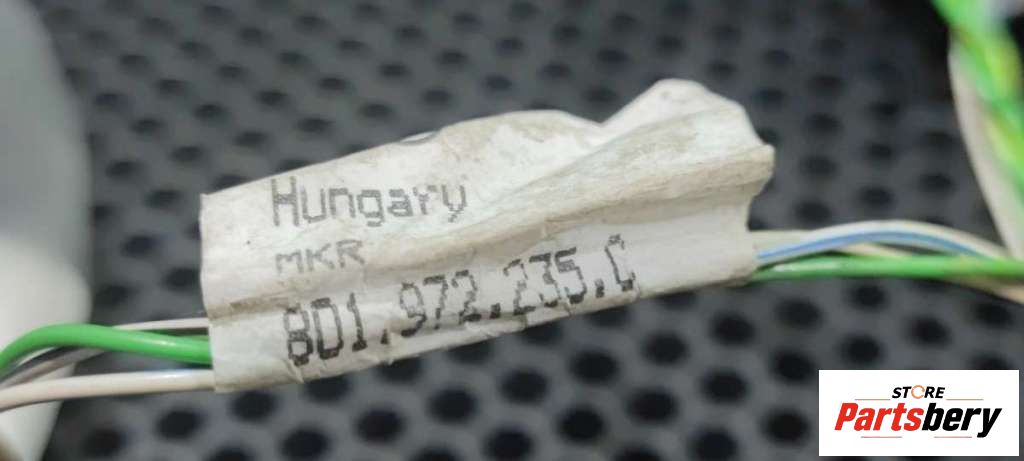 Hungary
MKR
8D1.972.235.C
STORE
Partsbery